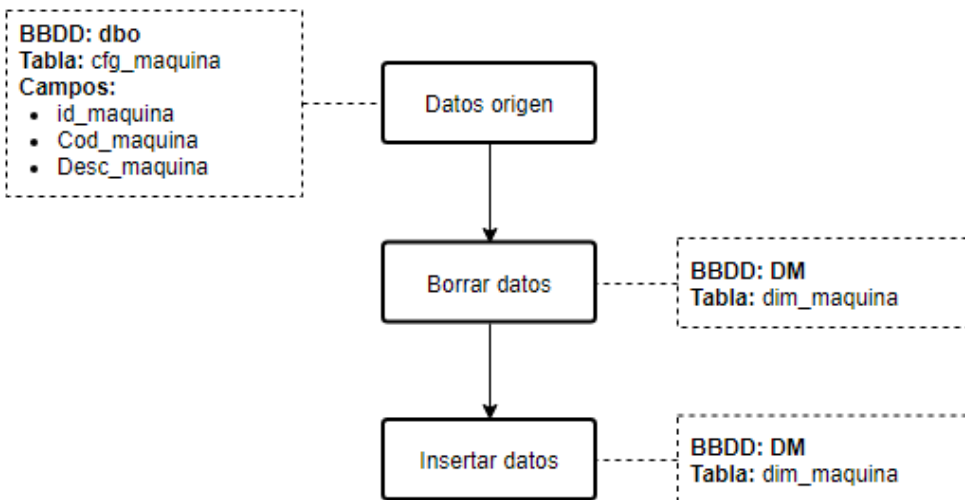 BBDD: dbo
Tabla: cfg_maquina
Campos:
• id_maquina
• Cod_maquina
• Desc_maquina
Datos origen
Borrar datos
BBDD: DM
Tabla: dim_maquina
Insertar datos
BBDD: DM
Tabla: dim_maquina